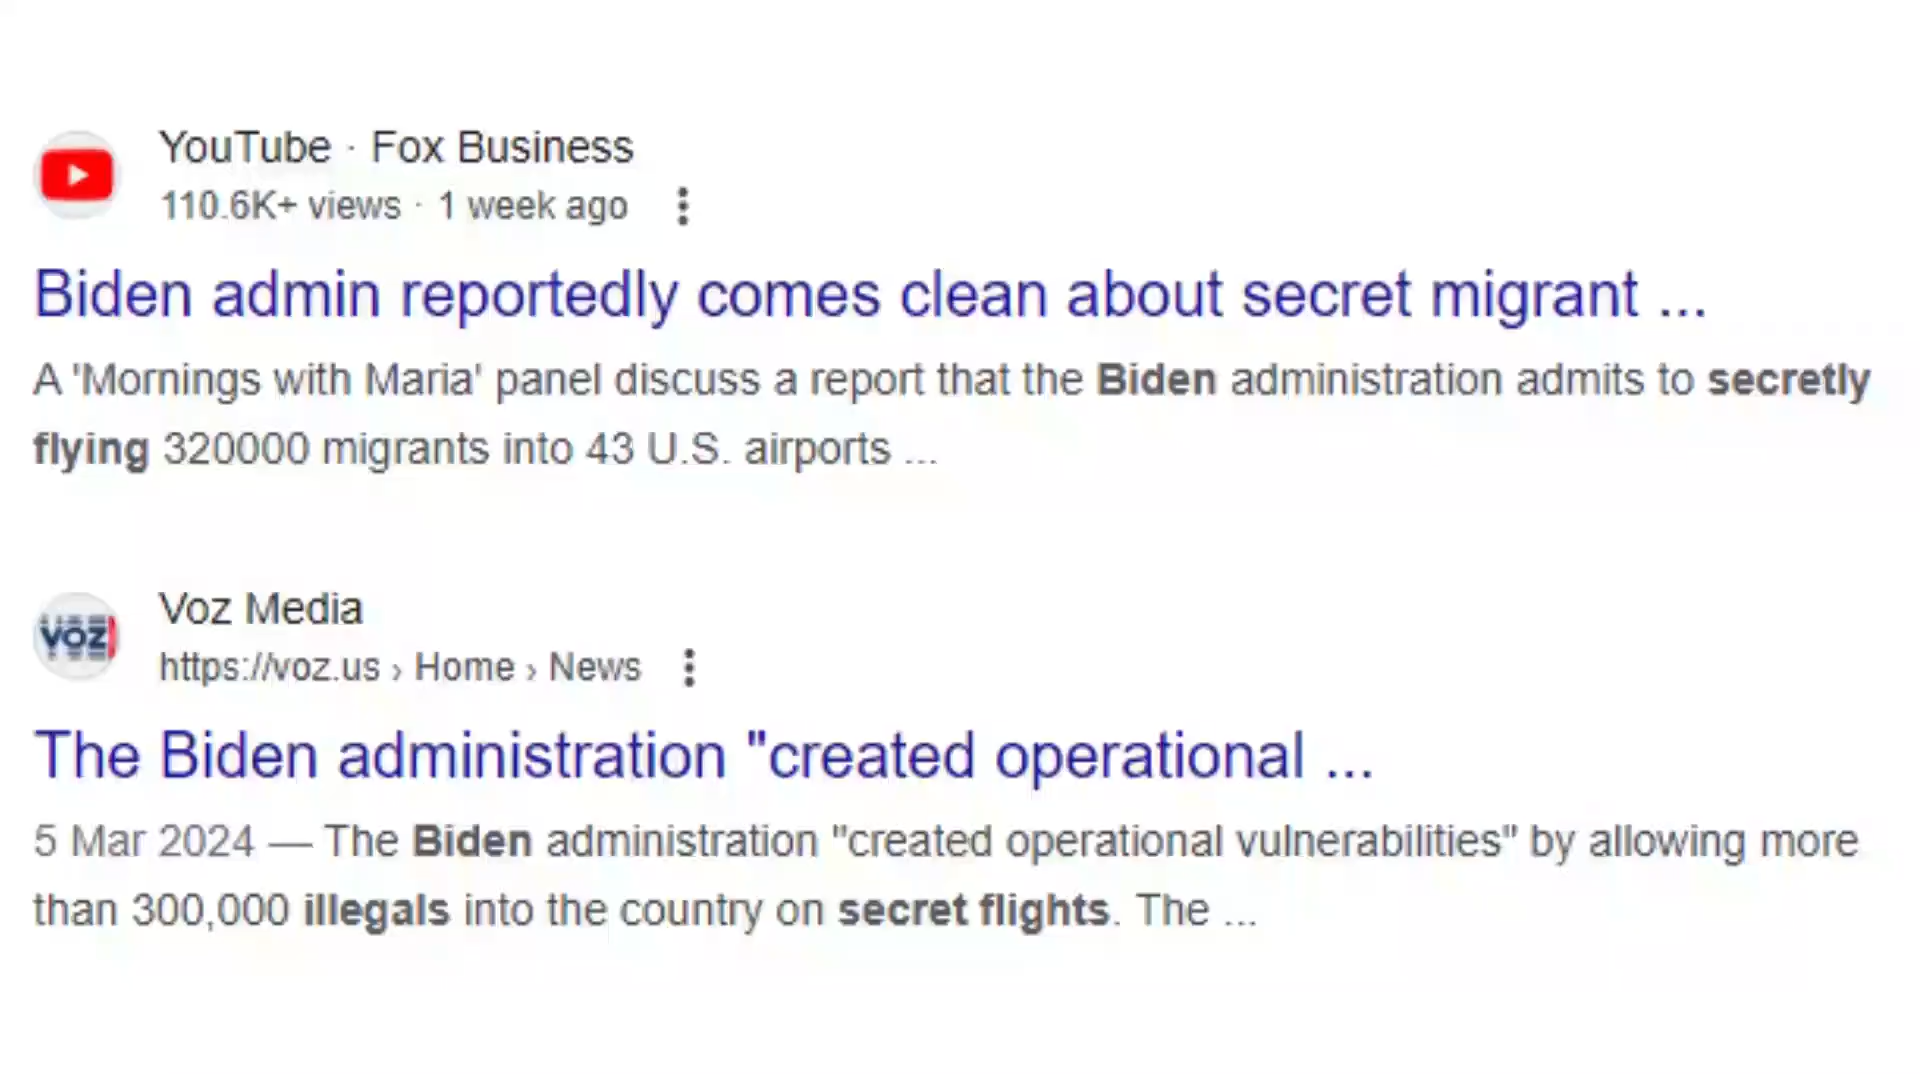 YouTube · Fox Business
110.6K+ views · 1 week ago
Biden admin reportedly comes clean about secret migrant ...
A 'Mornings with Maria' panel discuss a report that the Biden administration admits to secretly
flying 320000 migrants into 43 U.S. airports ...
VOZ
Voz Media
https://voz.us › Home › News
The Biden administration "created operational ...
5 Mar 2024 — The Biden administration "created operational vulnerabilities" by allowing more
than 300,000 illegals into the country on secret flights. The ...